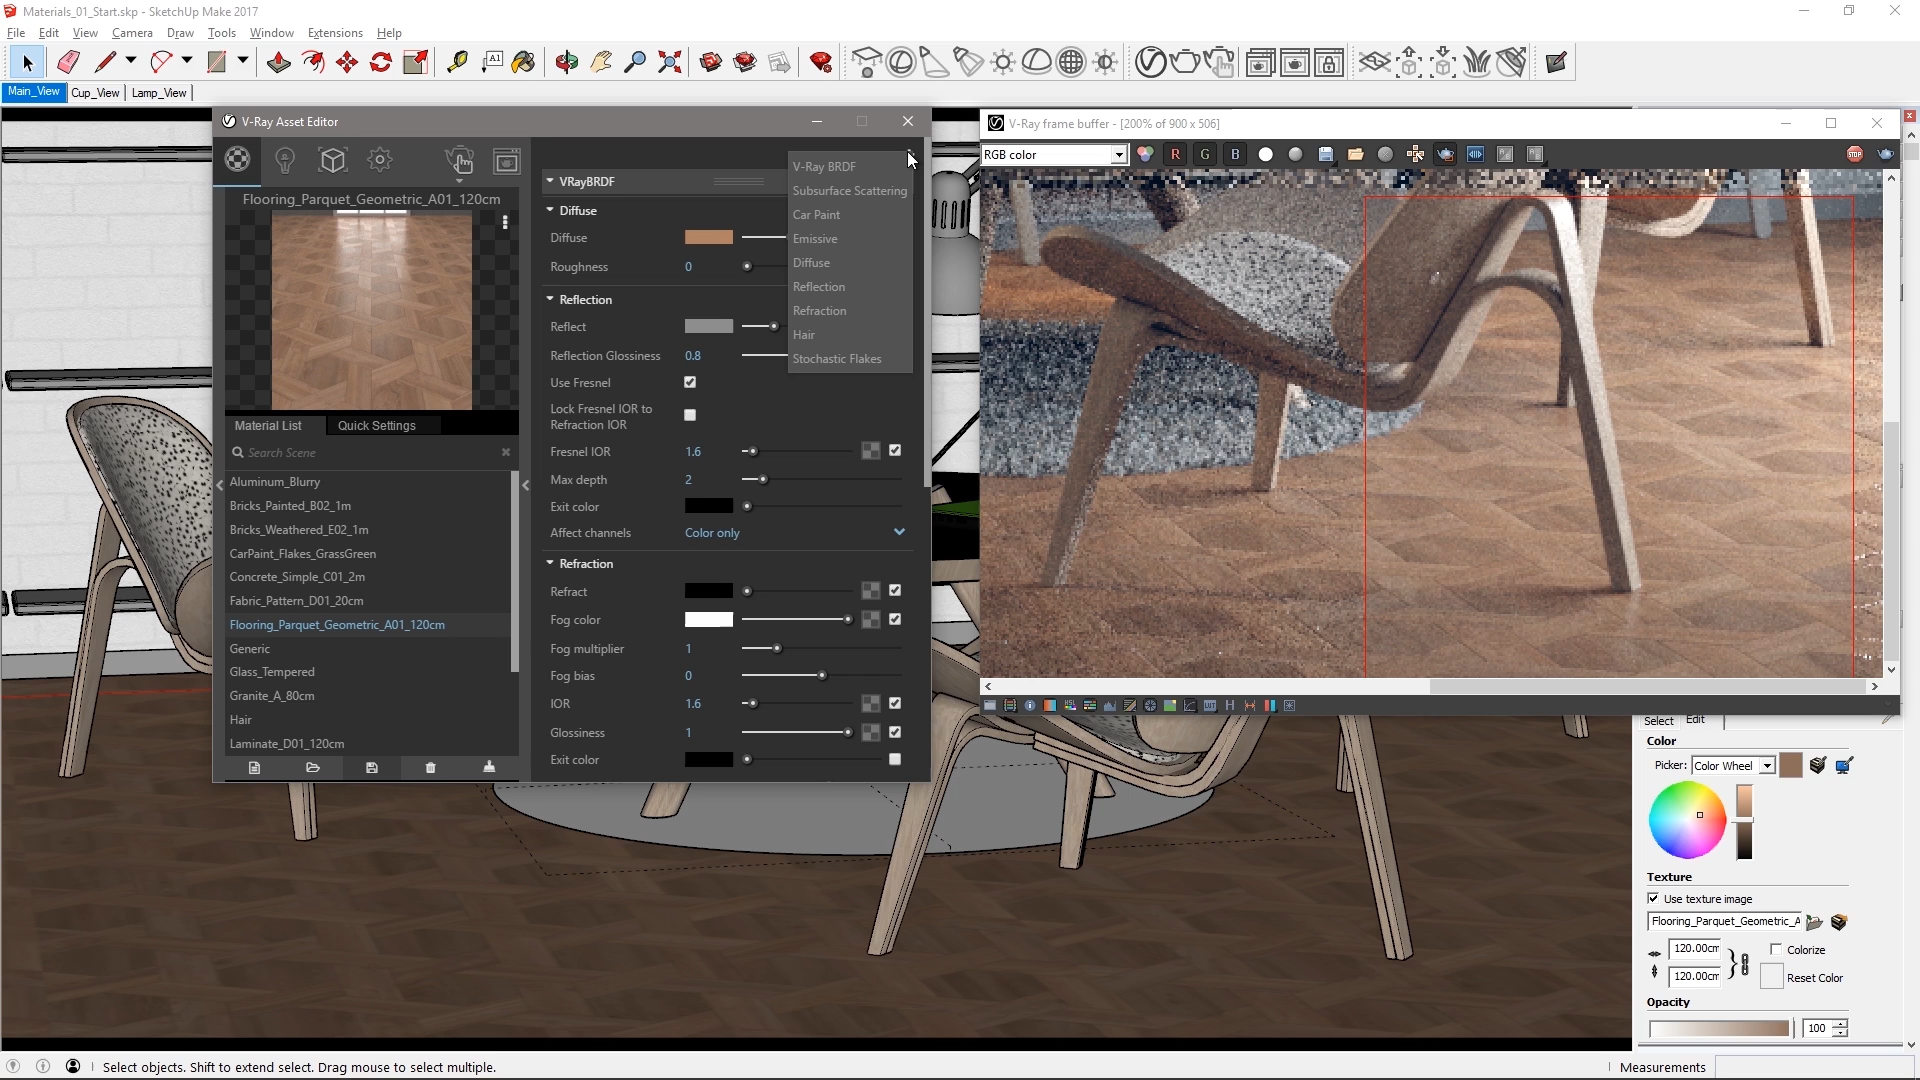 Materials_01_Start.skp - SketchUp Make 2017
File Edit View Camera Draw Tools Window Extensions Help
A1
Main_View Cup_View Lamp_View
V-Ray Asset Editor
Flooring_Parquet_Geometric_A01_120cm
Material List Quick Settings
Search Scene
Aluminum_Blurry
Bricks_Painted_B02_1m
Bricks_Weathered_E02_1m
CarPaint_Flakes_GrassGreen
Concrete_Simple_C01_2m
Fabric_Pattern_D01_20cm
Flooring_Parquet_Geometric_A01_120cm
Generic
Glass_Tempered
Granite_A_80cm
Hair
Laminate_D01_120cm
VRayBRDF
Diffuse
Diffuse
Roughness 0
Reflection
Reflect
Reflection Glossiness 0.8
Use Fresnel
Lock Fresnel IOR to
Refraction IOR
Fresnel IOR 1.6
Max depth 2
Exit color
Affect channels Color only
Refraction
Refract
Fog color
Fog multiplier 1
Fog bias 0
IOR 1.6
Glossiness 1
Exit color
V-Ray BRDF
Subsurface Scattering
Car Paint
Emissive
Diffuse
Reflection
Refraction
Hair
Stochastic Flakes
V-Ray frame buffer - [200% of 900 x 506]
RGB color R G B STOP
Select Edit
Color
Picker: Color Wheel
Texture
Use texture image
Flooring_Parquet_Geometric_A
120.00cm Colorize
120.00cm Reset Color
Opacity
100
Select objects. Shift to extend select. Drag mouse to select multiple.
Measurements